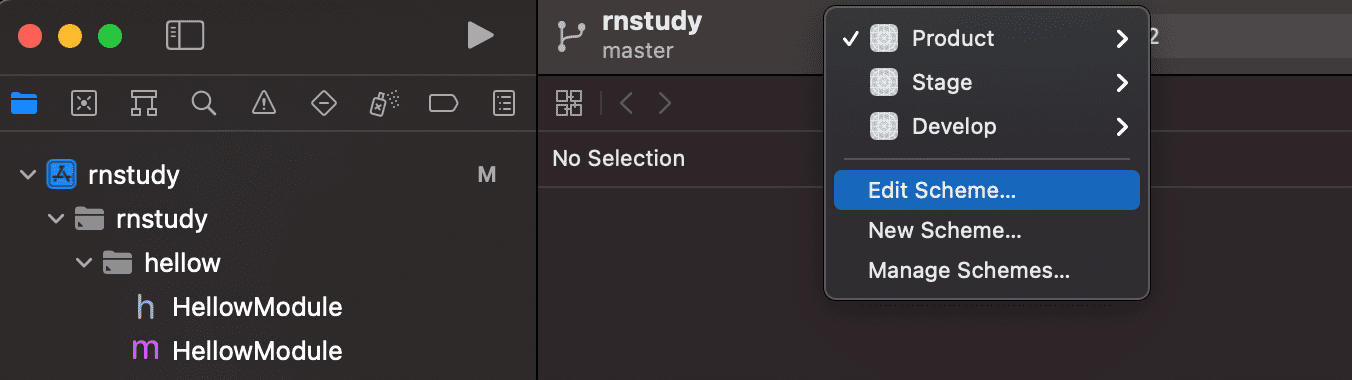 rnstudy
master
2
Product
Stage
Develop
No Selection
Edit Scheme...
New Scheme...
Manage Schemes...
rnstudy M
rnstudy
hellow
h HellowModule
m HellowModule